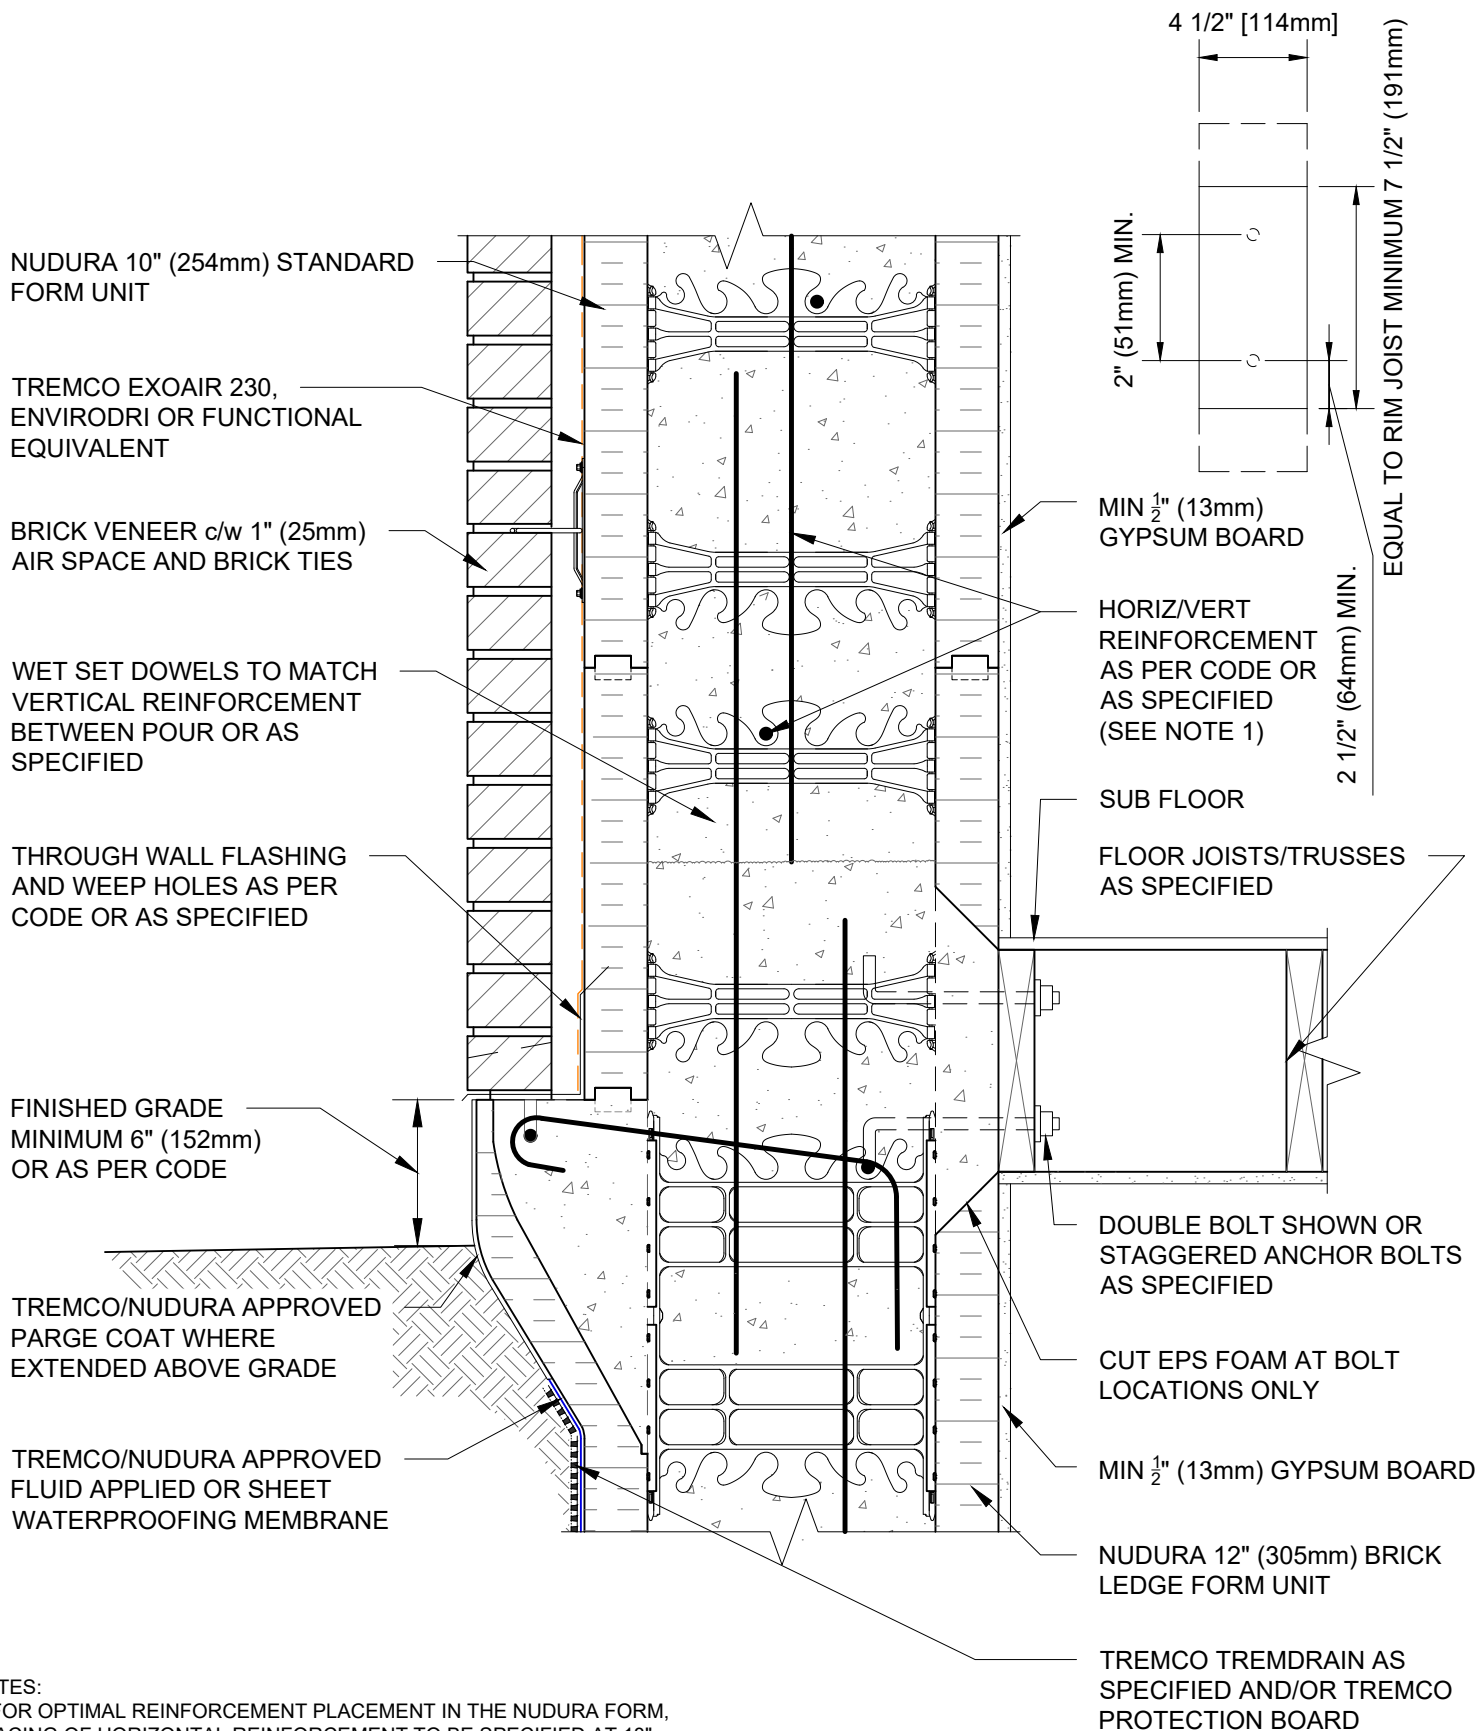 4 1/2" [114mm]
EQUAL TO RIM JOIST MINIMUM 7 1/2" (191mm)
2" (51mm) MIN.
2 1/2" (64mm) MIN.
NUDURA 10" (254mm) STANDARD
FORM UNIT
TREMCO EXOAIR 230,
ENVIRODRI OR FUNCTIONAL
EQUIVALENT
BRICK VENEER c/w 1" (25mm)
AIR SPACE AND BRICK TIES
WET SET DOWELS TO MATCH
VERTICAL REINFORCEMENT
BETWEEN POUR OR AS
SPECIFIED
THROUGH WALL FLASHING
AND WEEP HOLES AS PER
CODE OR AS SPECIFIED
FINISHED GRADE
MINIMUM 6" (152mm)
OR AS PER CODE
TREMCO/NUDURA APPROVED
PARGE COAT WHERE
EXTENDED ABOVE GRADE
TREMCO/NUDURA APPROVED
FLUID APPLIED OR SHEET
WATERPROOFING MEMBRANE
MIN 1/2" (13mm)
GYPSUM BOARD
HORIZ/VERT
REINFORCEMENT
AS PER CODE OR
AS SPECIFIED
(SEE NOTE 1)
SUB FLOOR
FLOOR JOISTS/TRUSSES
AS SPECIFIED
DOUBLE BOLT SHOWN OR
STAGGERED ANCHOR BOLTS
AS SPECIFIED
CUT EPS FOAM AT BOLT
LOCATIONS ONLY
MIN 1/2" (13mm) GYPSUM BOARD
NUDURA 12" (305mm) BRICK
LEDGE FORM UNIT
TREMCO TREMDRAIN AS
SPECIFIED AND/OR TREMCO
PROTECTION BOARD
TES:
FOR OPTIMAL REINFORCEMENT PLACEMENT IN THE NUDURA FORM,